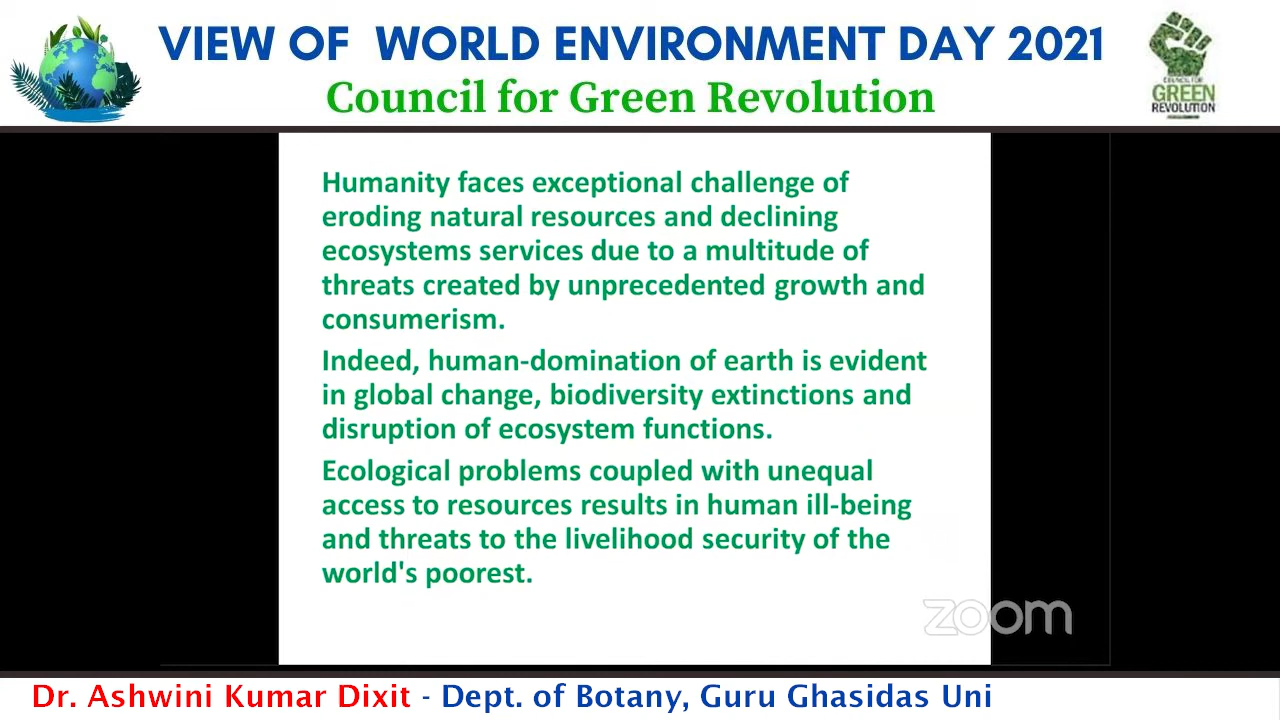 VIEW OF WORLD ENVIRONMENT DAY 2021
Council for Green Revolution
COUNCIL FOR
GREEN
REVOLUTION
Humanity faces exceptional challenge of
eroding natural resources and declining
ecosystems services due to a multitude of
threats created by unprecedented growth and
consumerism.
Indeed, human-domination of earth is evident
in global change, biodiversity extinctions and
disruption of ecosystem functions.
Ecological problems coupled with unequal
access to resources results in human ill-being
and threats to the livelihood security of the
world's poorest.
zoom
Dr. Ashwini Kumar Dixit - Dept. of Botany, Guru Ghasidas Uni